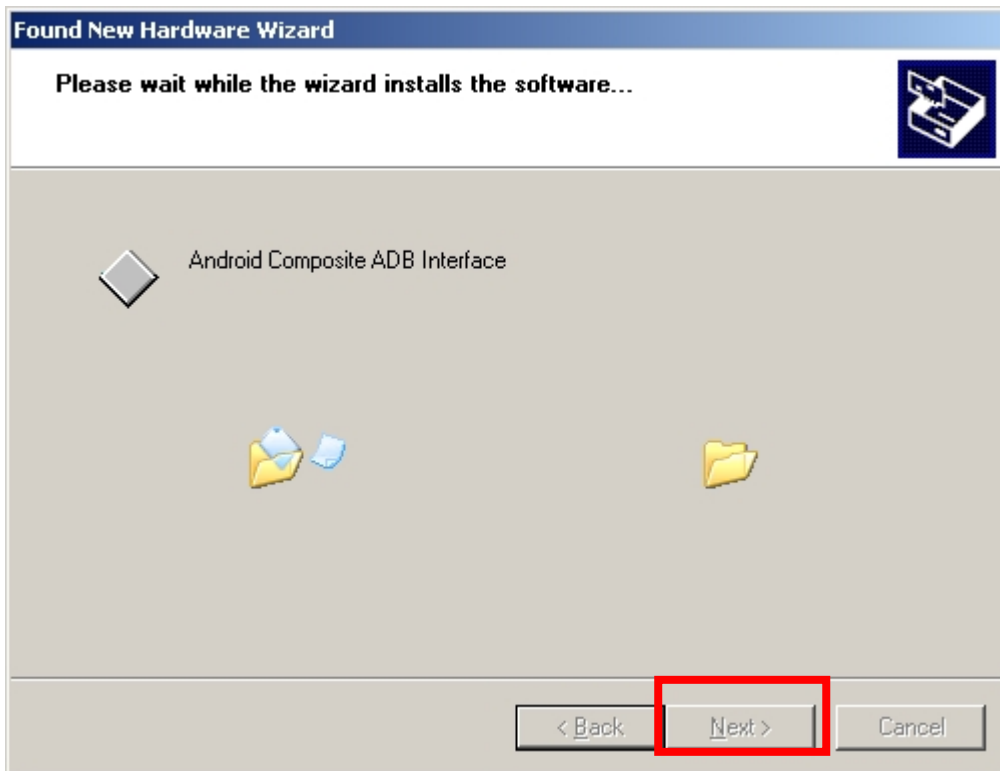 Found New Hardware Wizard
Please wait while the wizard installs the software...
Android Composite ADB Interface
< Back
Next >
Cancel